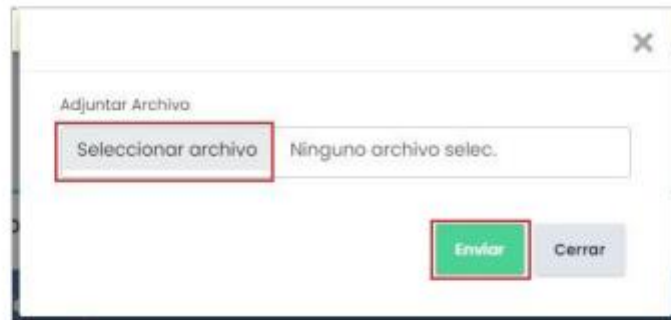 Adjuntar Archivo
Seleccionar archivo Ninguno archivo selec.
Enviar Cerrar